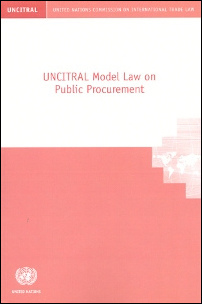 UNCITRAL
UNITED NATIONS COMMISSION ON INTERNATIONAL TRADE LAW
UNCITRAL Model Law on
Public Procurement
UNITED NATIONS